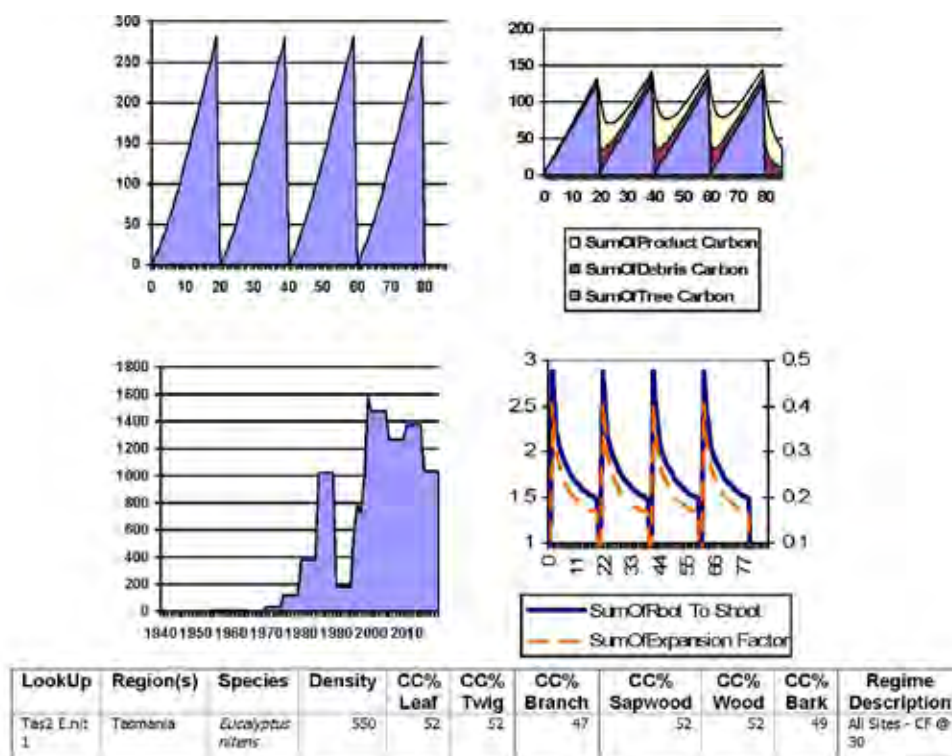 300
250
200
150
100
50
0
0 10 20 30 40 50 60 70 80
200
150
100
50
0
0 10 20 30 40 50 60 70 80
SumOfProduct Carbon
SumOfDebris Carbon
SumOfTree Carbon
1800
1600
1400
1200
1000
800
600
400
200
0
1940 1950 1960 1970 1980 1990 2000 2010
3
2.5
2
1.5
1
0.5
0.4
0.3
0.2
0.1
0 11 22 33 44 55 66 77
SumOfRoot To Shoot
SumOfExpansion Factor
LookUp Region(s) Species Density CC% Leaf CC% Twig CC% Branch CC% Sapwood CC% Wood CC% Bark Regime Description
Tas2 E.nit 1 Tasmania Eucalyptus nitens 550 52 52 47 52 52 49 All Sites - CF @ 30